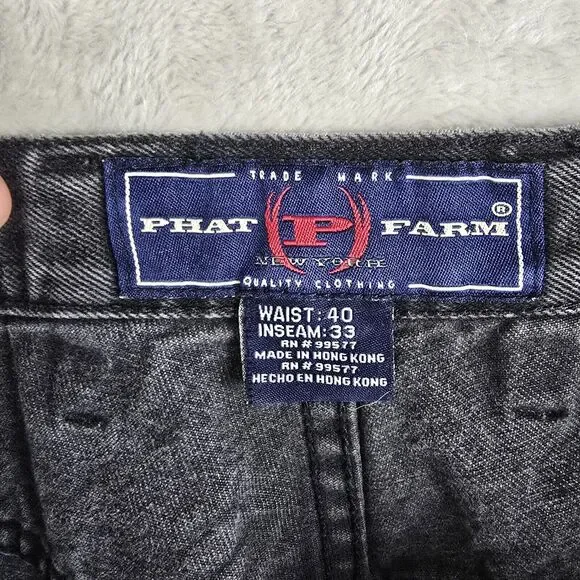 TRADE MARK
PHAT P FARM®
NEW YORK
QUALITY CLOTHING
WAIST: 40
INSEAM: 33
RN # 99577
MADE IN HONG KONG
RN # 99577
HECHO EN HONG KONG